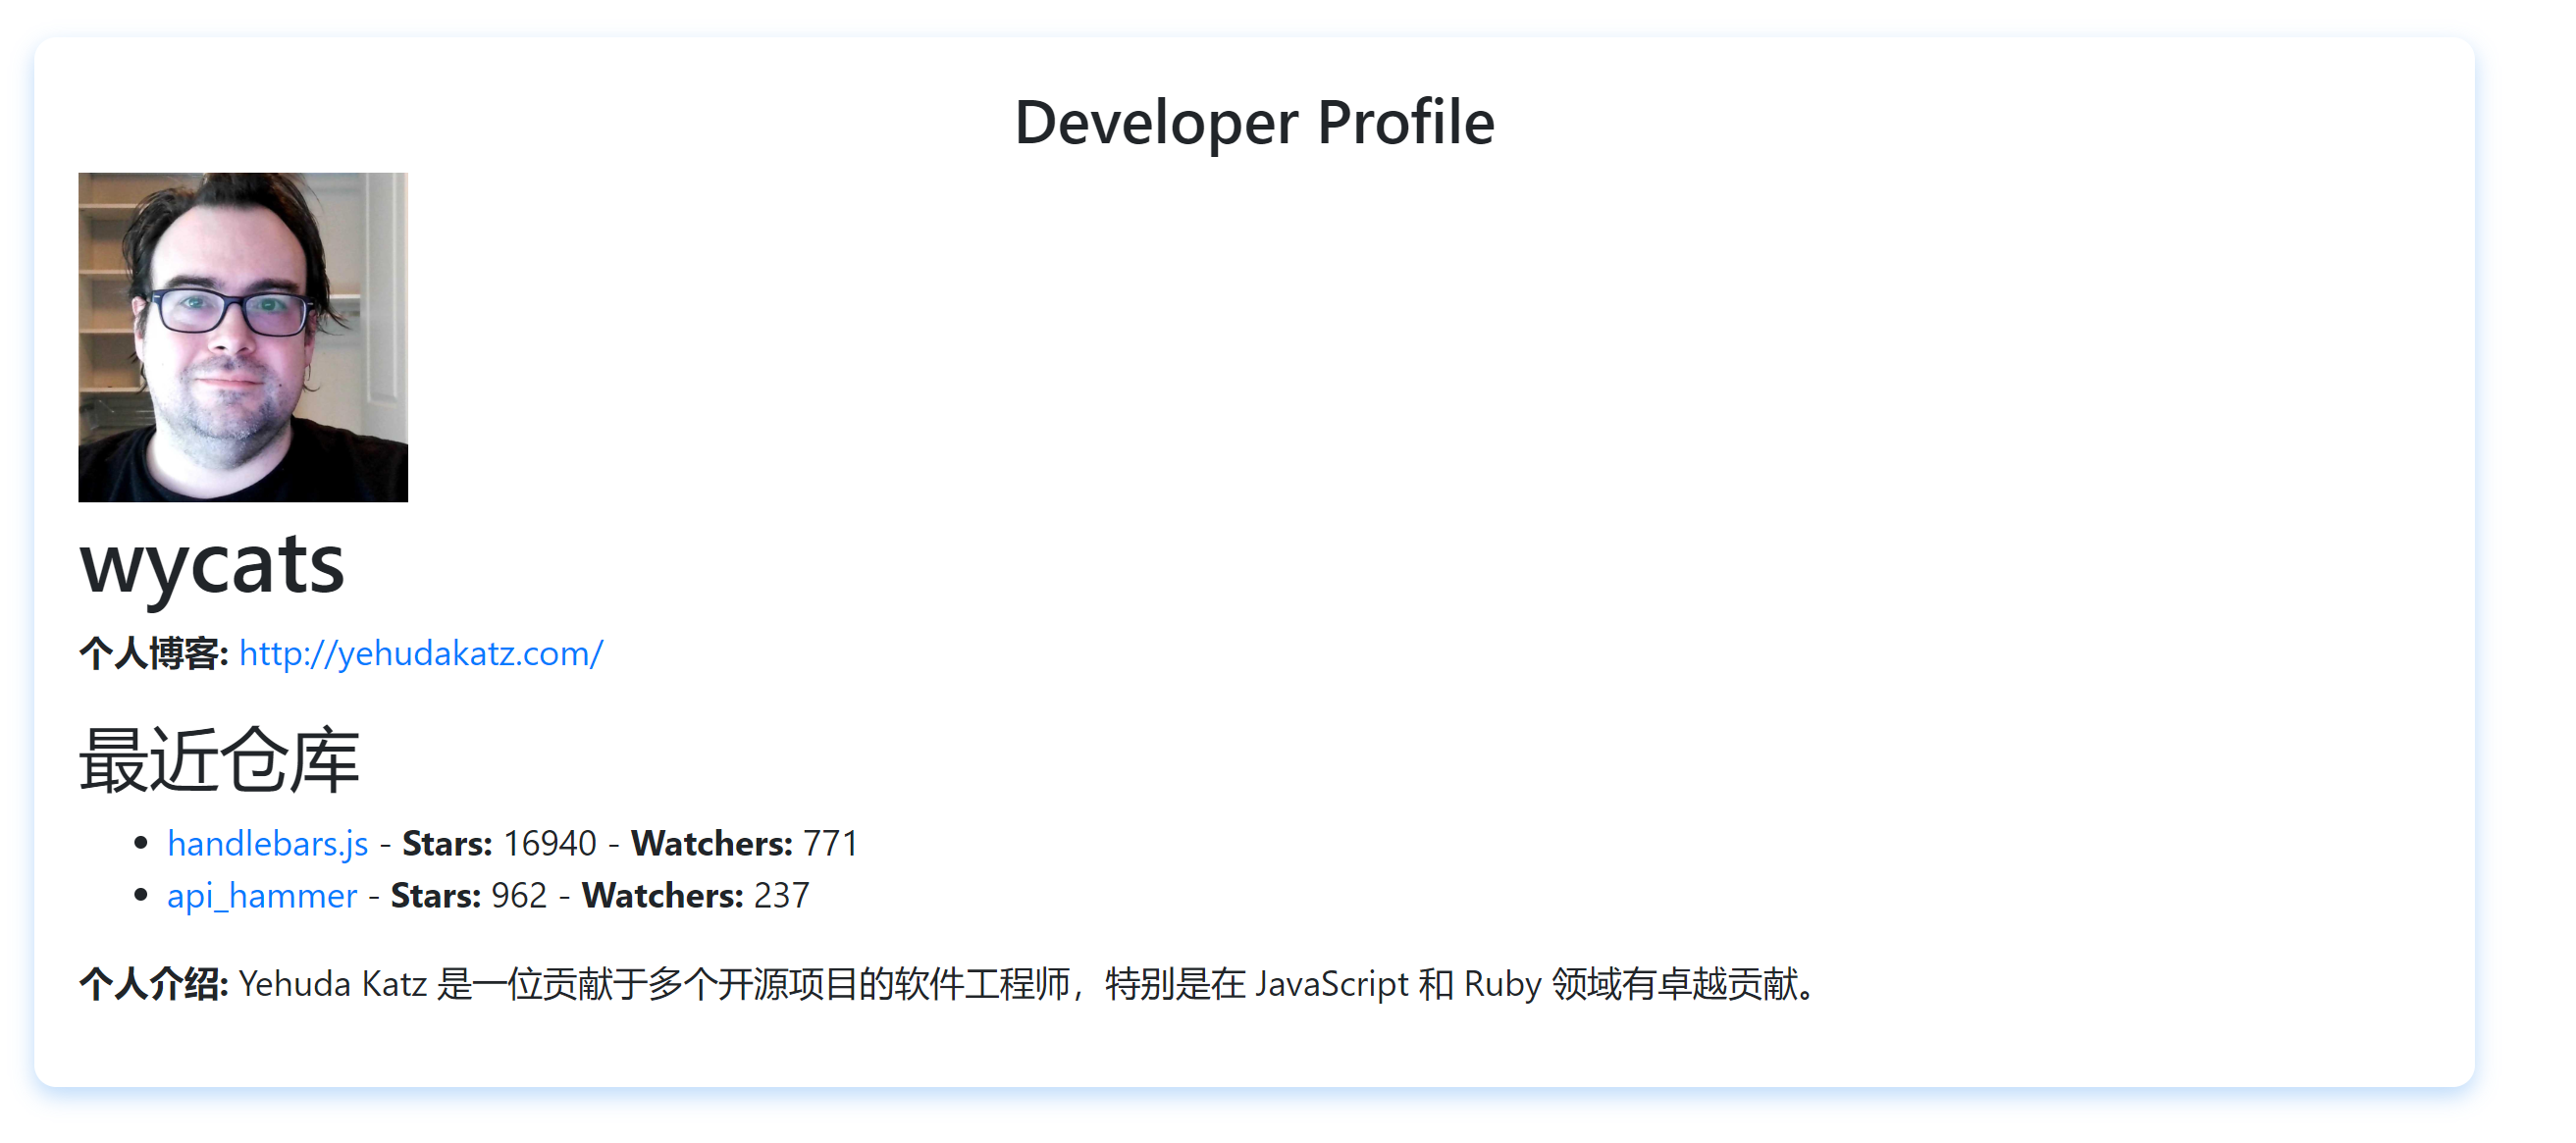 Developer Profile
wycats
个人博客: http://yehudakatz.com/
最近仓库
handlebars.js - Stars: 16940 - Watchers: 771
api_hammer - Stars: 962 - Watchers: 237
个人介绍: Yehuda Katz 是一位贡献于多个开源项目的软件工程师，特别是在 JavaScript 和 Ruby 领域有卓越贡献。